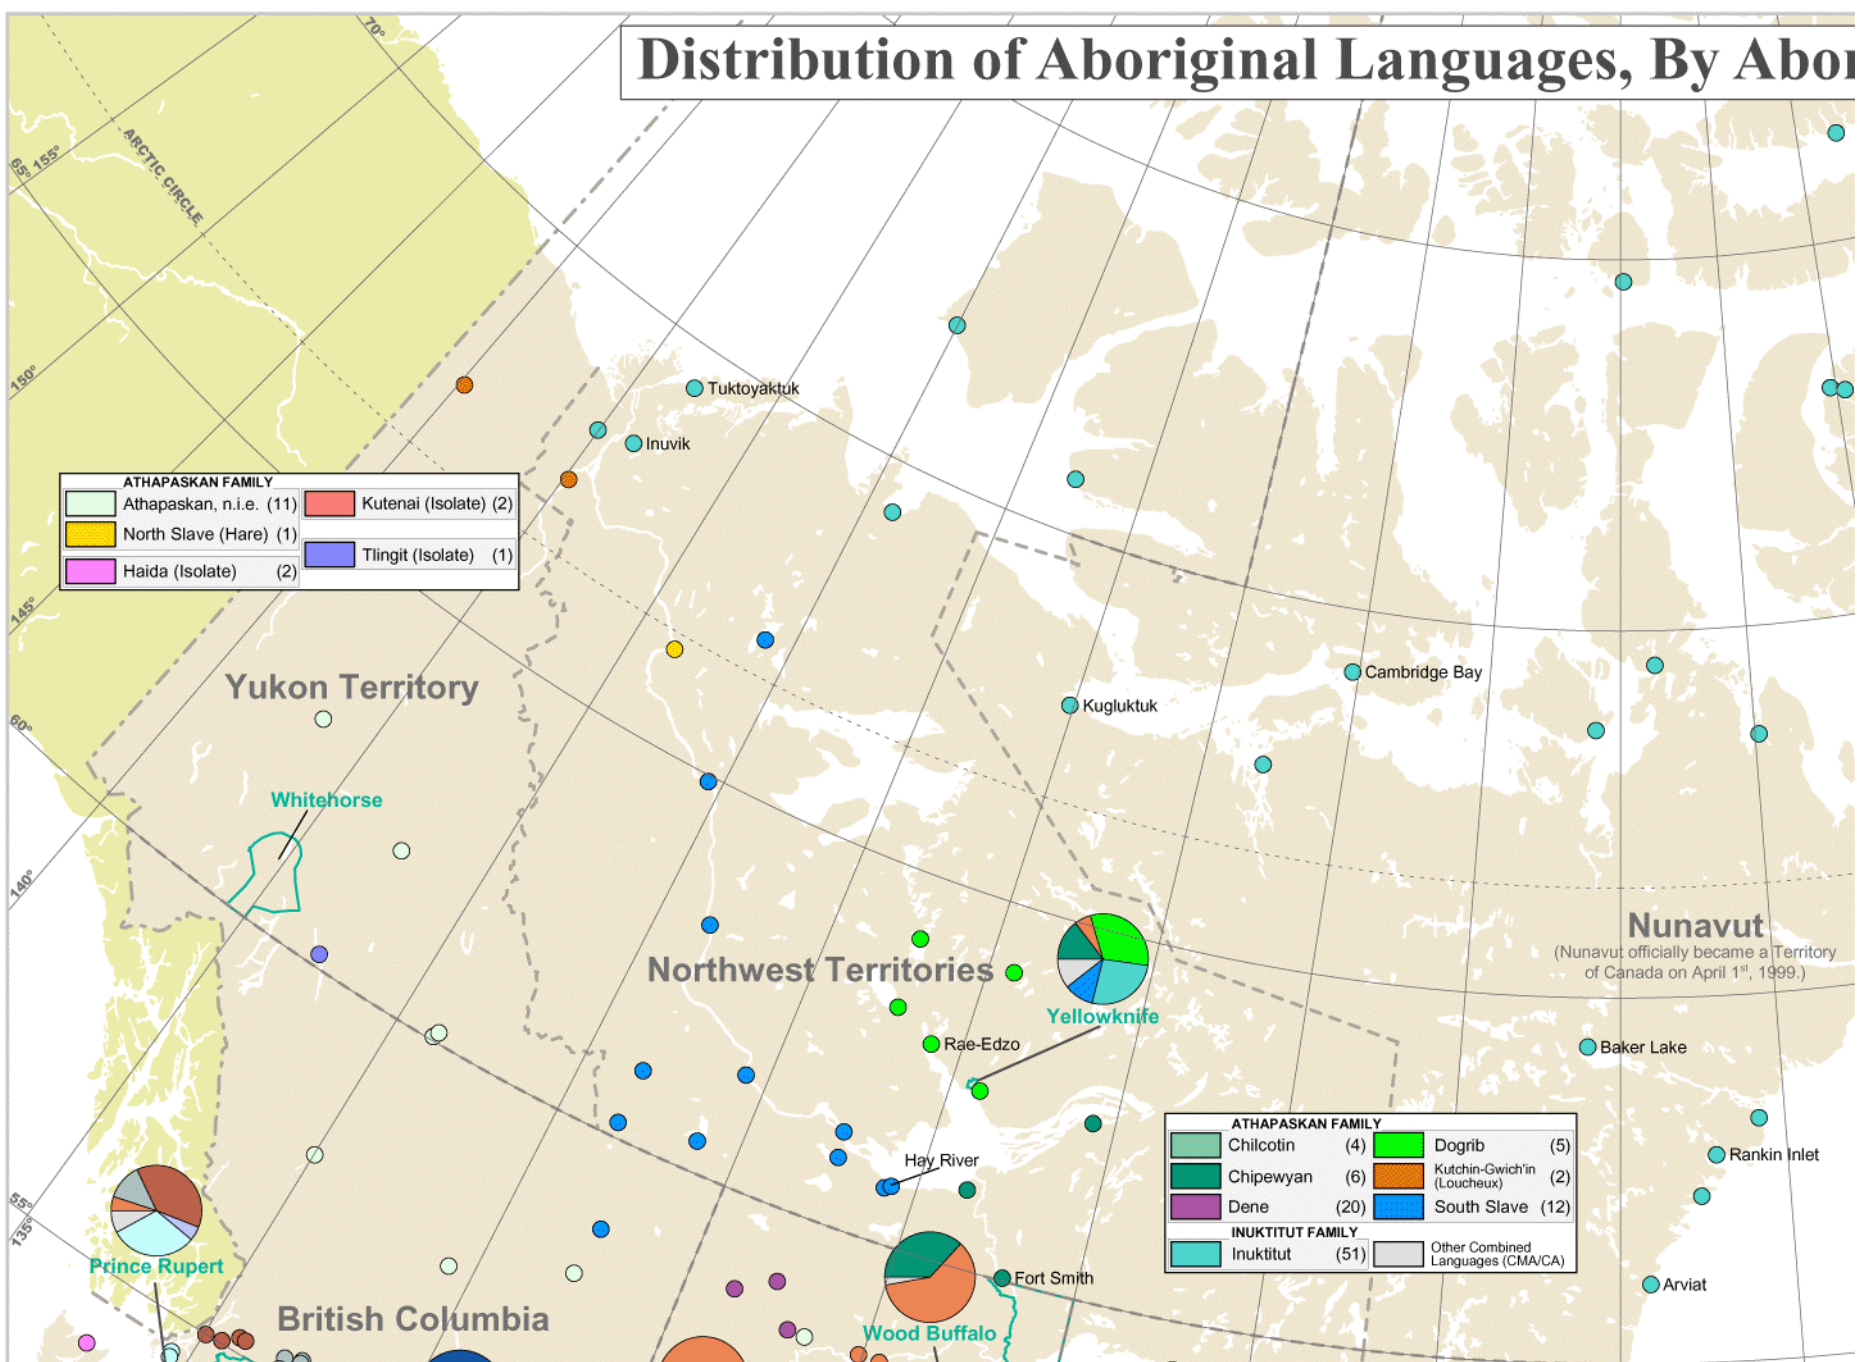 Distribution of Aboriginal Languages, By Abor
70°
ARCTIC CIRCLE
65°
155°
150°
145°
60°
140°
55°
135°
Tuktoyaktuk
Inuvik
ATHAPASKAN FAMILY
Athapaskan, n.i.e. (11)
Kutenai (Isolate) (2)
North Slave (Hare) (1)
Tlingit (Isolate) (1)
Haida (Isolate) (2)
Yukon Territory
Cambridge Bay
Kugluktuk
Whitehorse
Nunavut
(Nunavut officially became a Territory
of Canada on April 1st, 1999.)
Northwest Territories
Yellowknife
Rae-Edzo
Baker Lake
Hay River
Rankin Inlet
ATHAPASKAN FAMILY
Chilcotin (4)
Dogrib (5)
Chipewyan (6)
Kutchin-Gwich'in
(Loucheux) (2)
Dene (20)
South Slave (12)
INUKTITUT FAMILY
Inuktitut (51)
Other Combined
Languages (CMA/CA)
Prince Rupert
Fort Smith
Arviat
British Columbia
Wood Buffalo